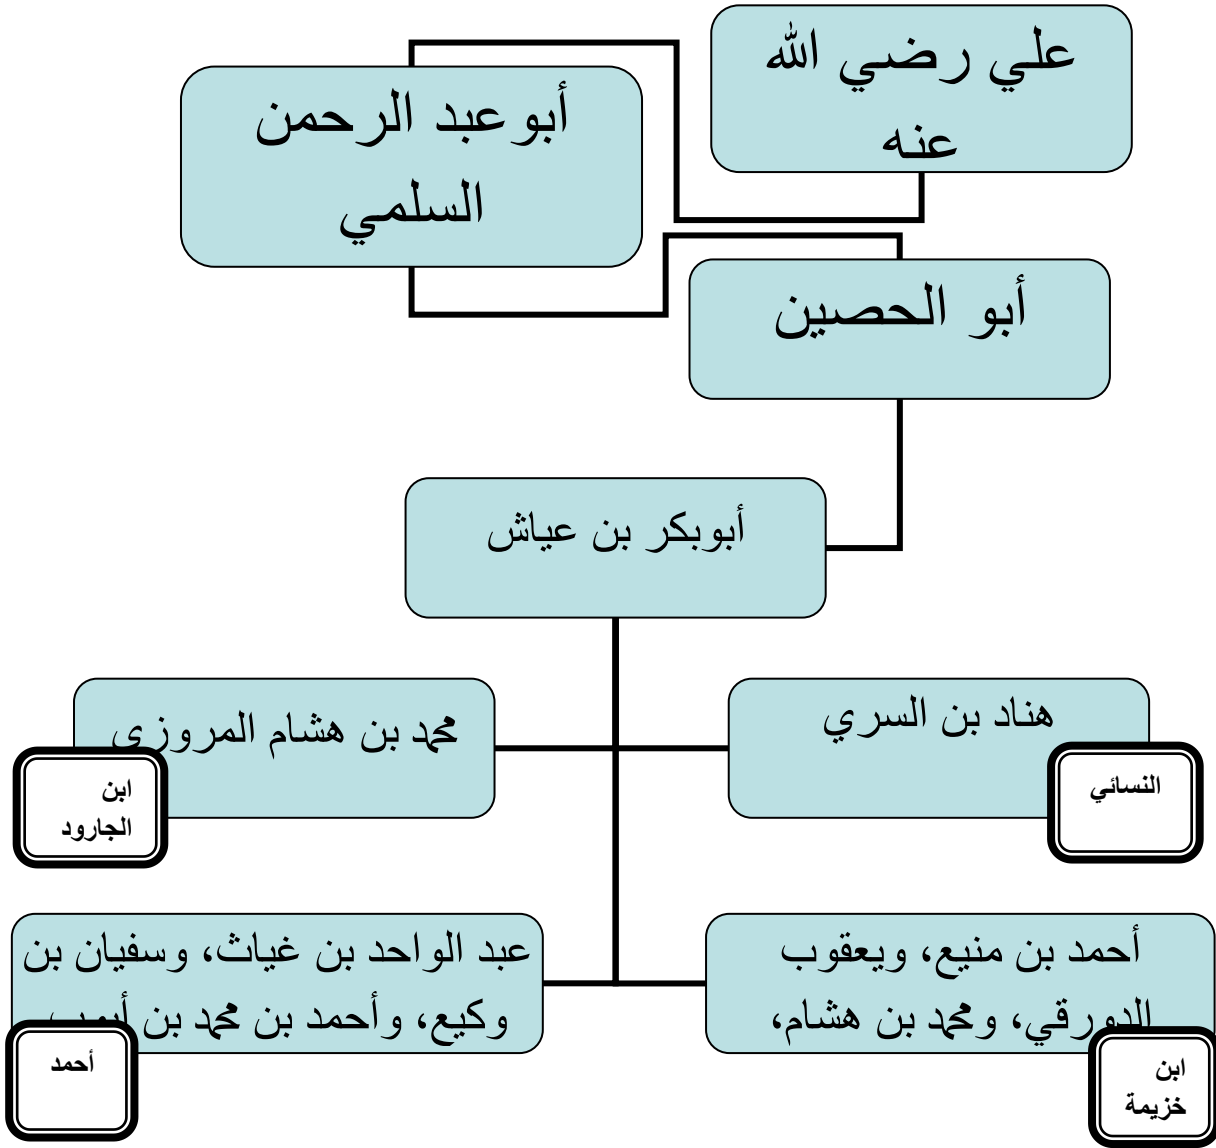 علي رضي الله
عنه
أبوعبد الرحمن
السلمي
أبو الحصين
أبوبكر بن عياش
هناد بن السري
النسائي
محمد بن هشام المروزي
ابن
الجارود
أحمد بن منيع، ويعقوب
الدورقي، ومحمد بن هشام،
ابن
خزيمة
عبد الواحد بن غياث، وسفيان بن
وكيع، وأحمد بن محمد بن أيوب
أحمد